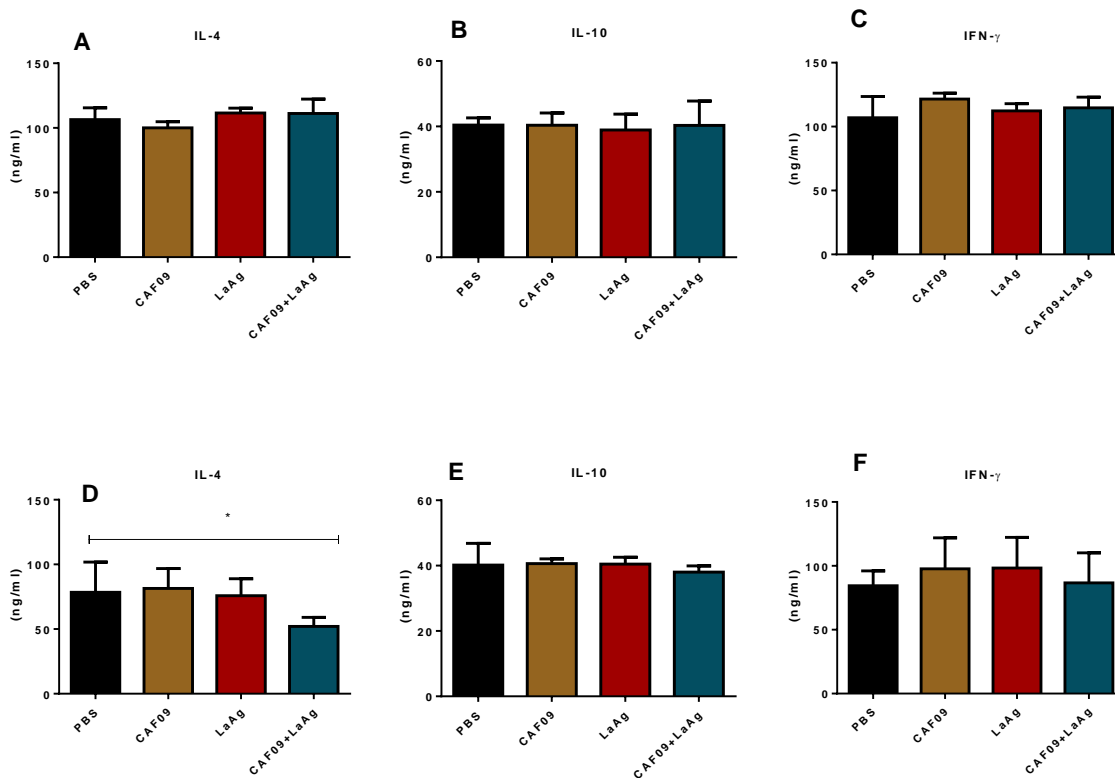 A
IL-4
150
100
50
0
(ng/ml)
PBS
CAF09
LaAg
CAF09+LaAg
B
IL-10
60
40
20
0
(ng/ml)
PBS
CAF09
LaAg
CAF09+LaAg
C
IFN-γ
150
100
50
0
(ng/ml)
PBS
CAF09
LaAg
CAF09+LaAg
D
IL-4
150
100
50
0
(ng/ml)
*
PBS
CAF09
LaAg
CAF09+LaAg
E
IL-10
60
40
20
0
(ng/ml)
PBS
CAF09
LaAg
CAF09+LaAg
F
IFN-γ
150
100
50
0
(ng/ml)
PBS
CAF09
LaAg
CAF09+LaAg